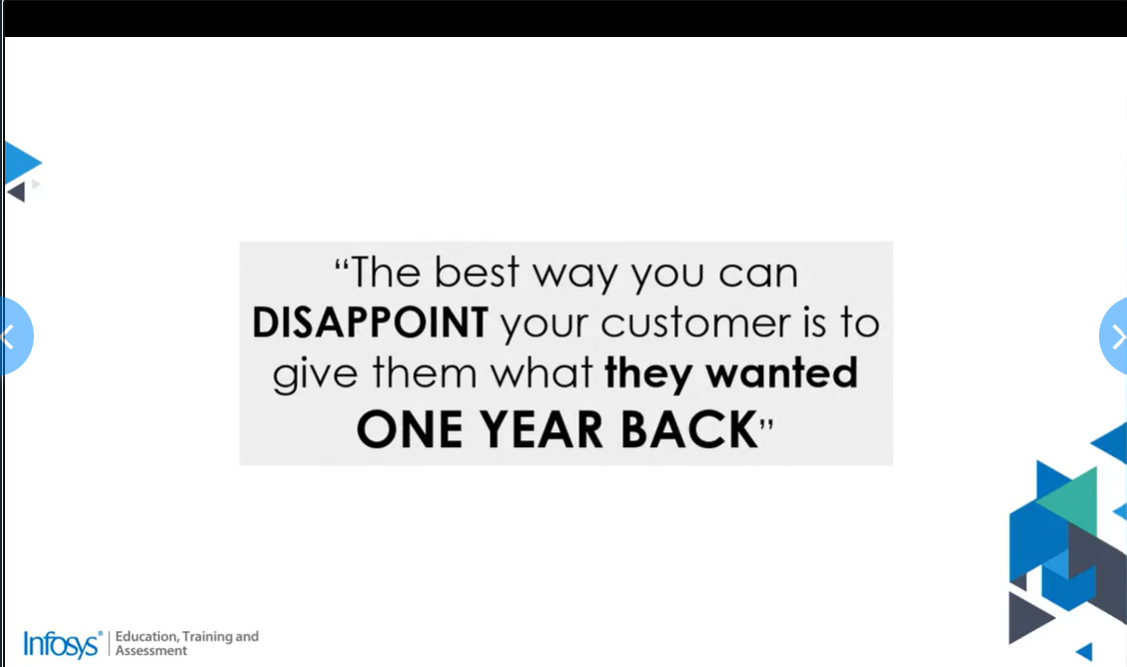 “The best way you can
DISAPPOINT your customer is to
give them what they wanted
ONE YEAR BACK”
Infosys® | Education, Training and
Assessment